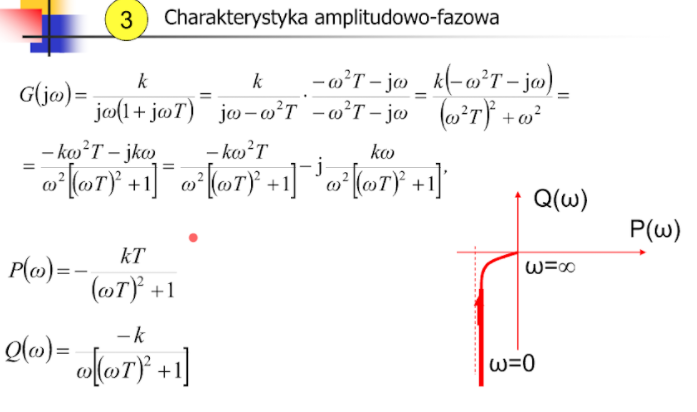 3 Charakterystyka amplitudowo-fazowa
G(jω) = k / jω(1 + jωT) = k / jω − ω²T · −ω²T − jω / −ω²T − jω = k(−ω²T − jω) / (ω²T)² + ω² =
= −kω²T − jkω / ω²[(ωT)² + 1] = −kω²T / ω²[(ωT)² + 1] − j kω / ω²[(ωT)² + 1],
Q(ω)
P(ω)
ω=∞
P(ω) = − kT / (ωT)² + 1
Q(ω) = −k / ω[(ωT)² + 1]
ω=0